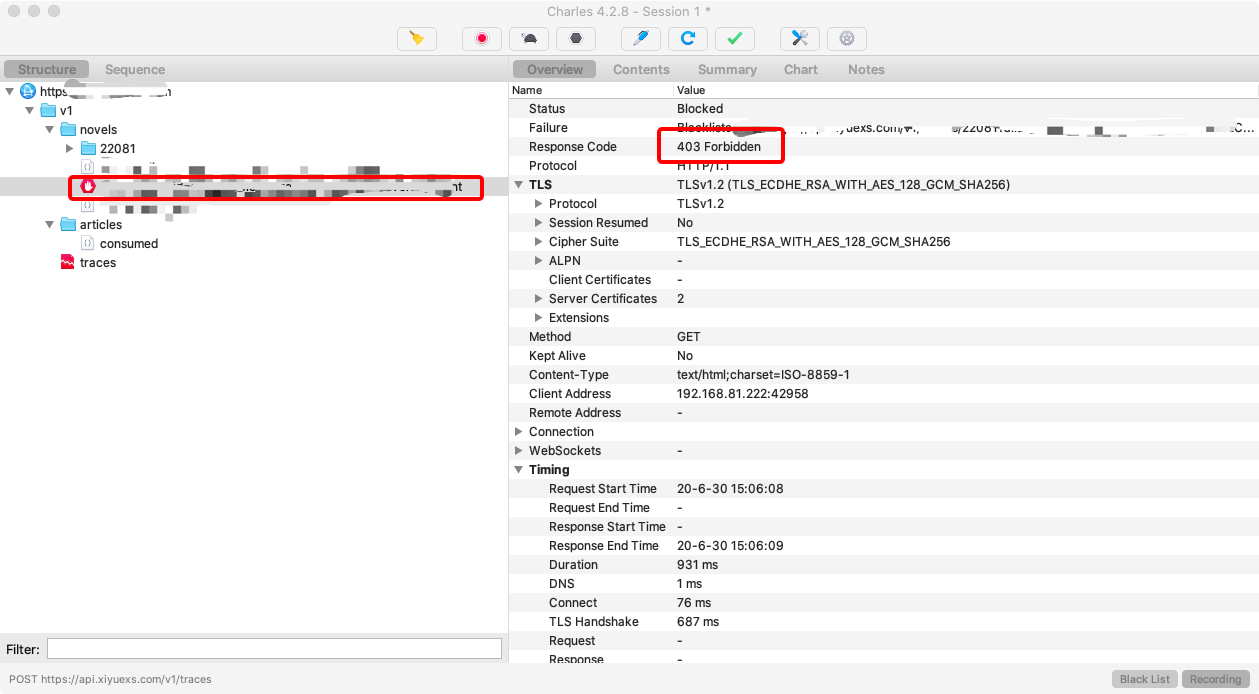 Charles 4.2.8 - Session 1 *
Structure Sequence
Overview Contents Summary Chart Notes
https
v1
novels
22081
articles
consumed
traces
Name Value
Status Blocked
Failure
Response Code 403 Forbidden
Protocol HTTP/1.1
TLS TLSv1.2 (TLS_ECDHE_RSA_WITH_AES_128_GCM_SHA256)
Protocol TLSv1.2
Session Resumed No
Cipher Suite TLS_ECDHE_RSA_WITH_AES_128_GCM_SHA256
ALPN -
Client Certificates -
Server Certificates 2
Extensions
Method GET
Kept Alive No
Content-Type text/html;charset=ISO-8859-1
Client Address 192.168.81.222:42958
Remote Address -
Connection
WebSockets -
Timing
Request Start Time 20-6-30 15:06:08
Request End Time -
Response Start Time -
Response End Time 20-6-30 15:06:09
Duration 931 ms
DNS 1 ms
Connect 76 ms
TLS Handshake 687 ms
Request -
Response -
Filter:
POST https://api.xiyuexs.com/v1/traces
Black List Recording